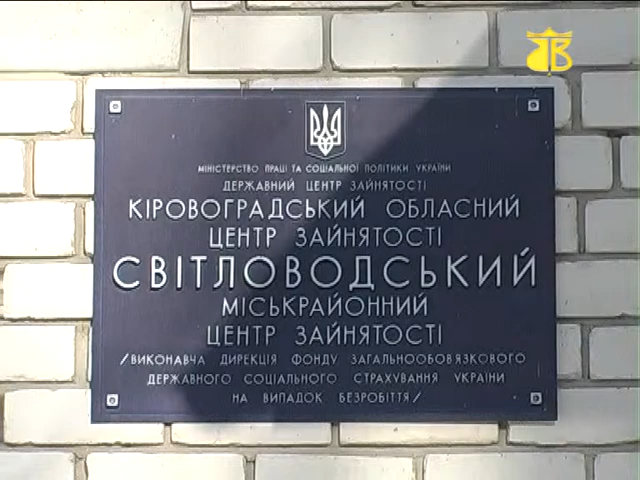 МІНІСТЕРСТВО ПРАЦІ ТА СОЦІАЛЬНОЇ ПОЛІТИКИ УКРАЇНИ
ДЕРЖАВНИЙ ЦЕНТР ЗАЙНЯТОСТІ
КІРОВОГРАДСЬКИЙ ОБЛАСНИЙ
ЦЕНТР ЗАЙНЯТОСТІ
СВІТЛОВОДСЬКИЙ
МІСЬКРАЙОННИЙ
ЦЕНТР ЗАЙНЯТОСТІ
/ВИКОНАВЧА ДИРЕКЦІЯ ФОНДУ ЗАГАЛЬНООБОВ'ЯЗКОВОГО
ДЕРЖАВНОГО СОЦІАЛЬНОГО СТРАХУВАННЯ УКРАЇНИ
НА ВИПАДОК БЕЗРОБІТТЯ/